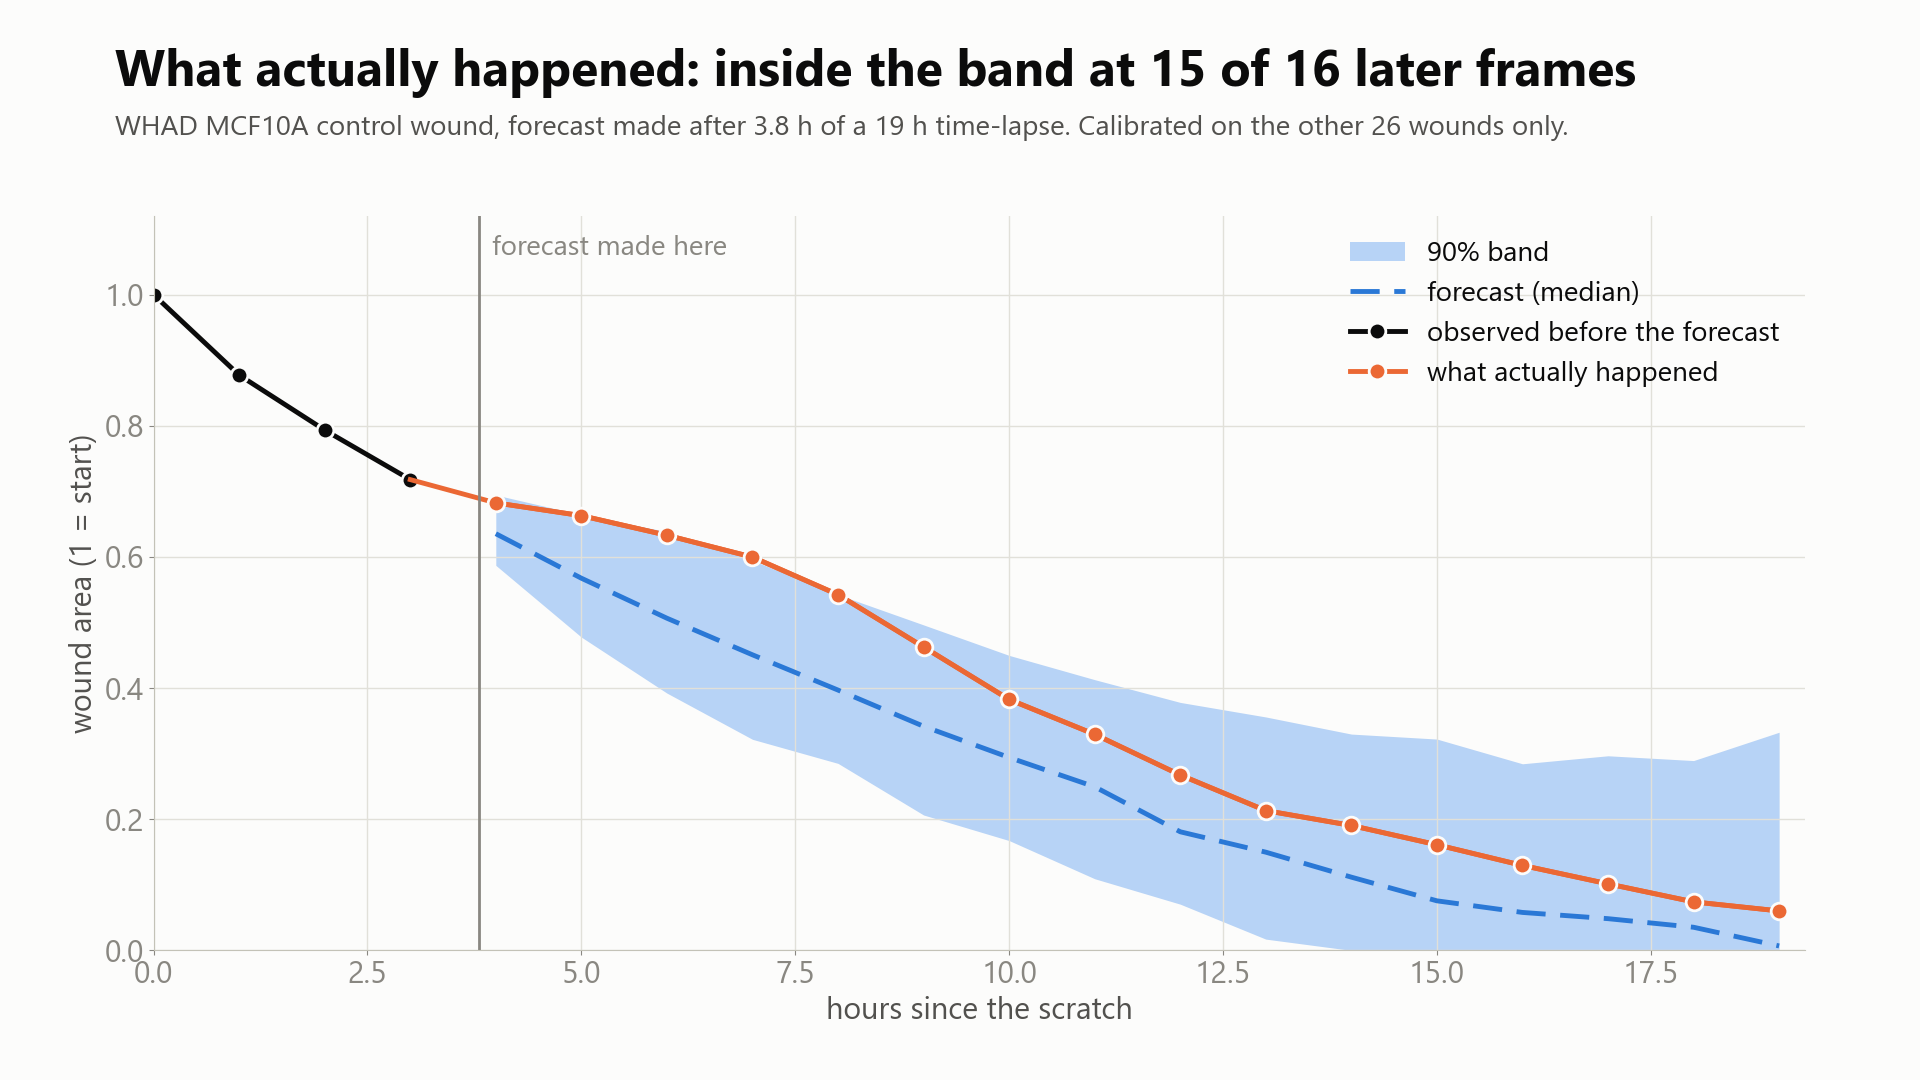 What actually happened: inside the band at 15 of 16 later frames
WHAD MCF10A control wound, forecast made after 3.8 h of a 19 h time-lapse. Calibrated on the other 26 wounds only.
forecast made here
90% band
forecast (median)
observed before the forecast
what actually happened
wound area (1 = start)
1.0
0.8
0.6
0.4
0.2
0.0
0.0 2.5 5.0 7.5 10.0 12.5 15.0 17.5
hours since the scratch